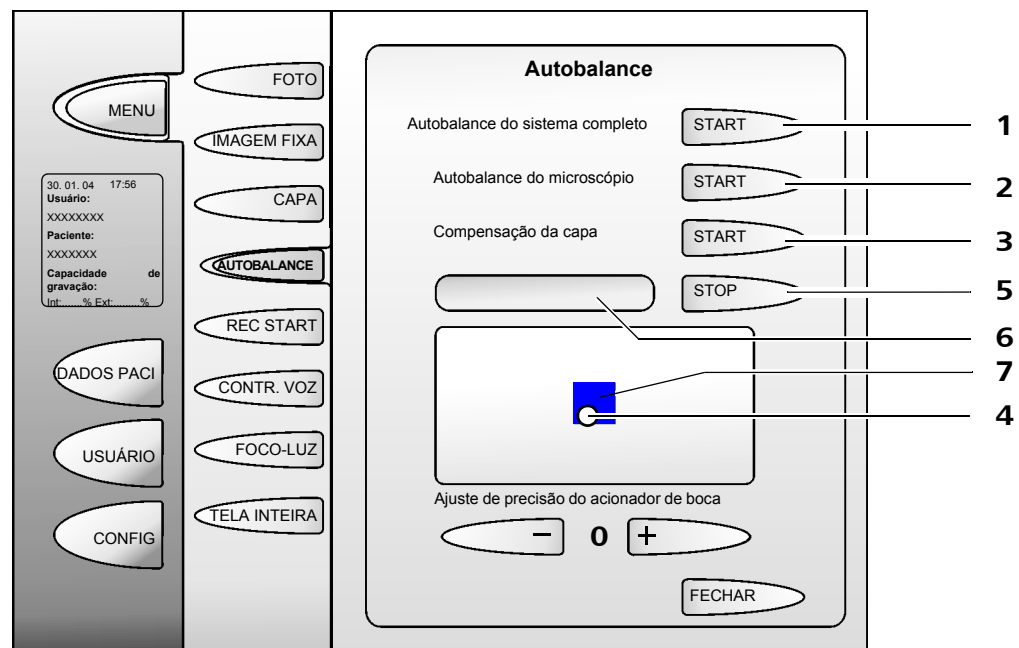 MENU
30. 01. 04 17:56
Usuário:
XXXXXXXX
Paciente:
XXXXXXX
Capacidade de
gravação:
Int:.......% Ext:.........%
DADOS PACI
USUÁRIO
CONFIG
FOTO
IMAGEM FIXA
CAPA
AUTOBALANCE
REC START
CONTR. VOZ
FOCO-LUZ
TELA INTEIRA
Autobalance
Autobalance do sistema completo START 1
Autobalance do microscópio START 2
Compensação da capa START 3
STOP 5
6
7
4
Ajuste de precisão do acionador de boca
− 0 +
FECHAR